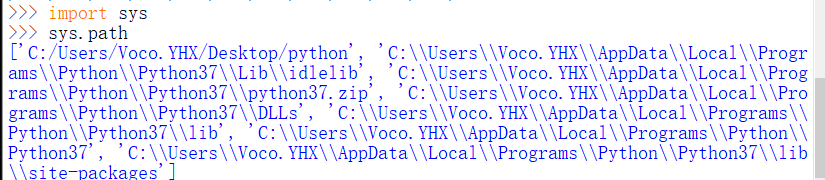 >>> import sys
>>> sys.path
['C:/Users/Voco.YHX/Desktop/python', 'C:\\Users\\Voco.YHX\\AppData\\Local\\Progr
ams\\Python\\Python37\\Lib\\idlelib', 'C:\\Users\\Voco.YHX\\AppData\\Local\\Prog
rams\\Python\\Python37\\python37.zip', 'C:\\Users\\Voco.YHX\\AppData\\Local\\Pro
grams\\Python\\Python37\\DLLs', 'C:\\Users\\Voco.YHX\\AppData\\Local\\Programs\\
Python\\Python37\\lib', 'C:\\Users\\Voco.YHX\\AppData\\Local\\Programs\\Python\\
Python37', 'C:\\Users\\Voco.YHX\\AppData\\Local\\Programs\\Python\\Python37\\lib
\\site-packages']